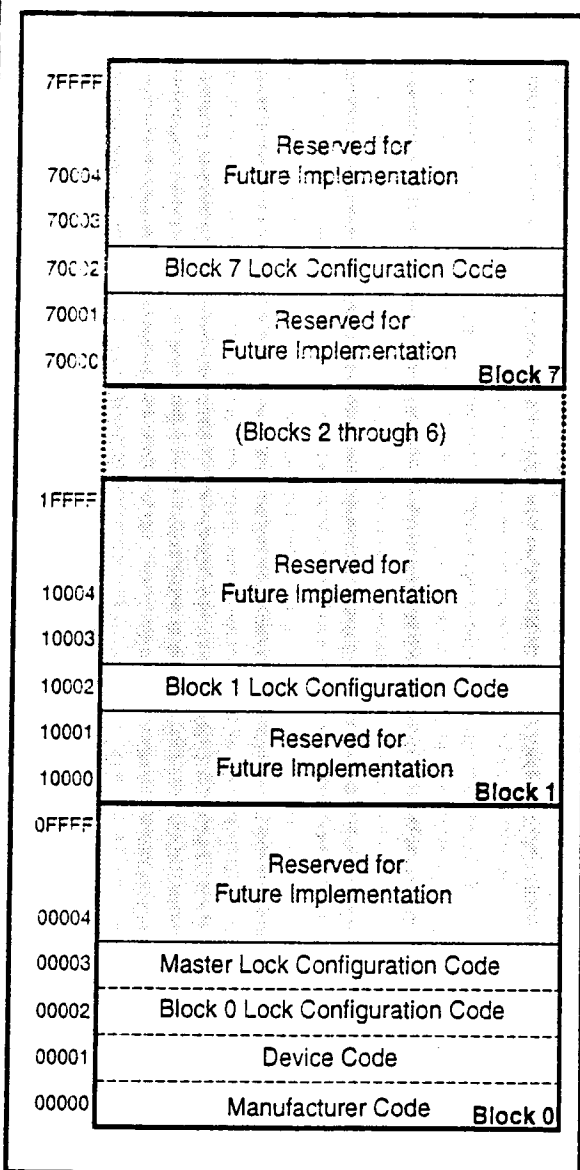 7FFFF
Reserved for
70004 Future Implementation
70003
70002 Block 7 Lock Configuration Code
70001 Reserved for
70000 Future Implementation
Block 7
(Blocks 2 through 6)
1FFFF
Reserved for
10004 Future Implementation
10003
10002 Block 1 Lock Configuration Code
10001 Reserved for
10000 Future Implementation
Block 1
0FFFF
Reserved for
Future Implementation
00004
00003 Master Lock Configuration Code
00002 Block 0 Lock Configuration Code
00001 Device Code
00000 Manufacturer Code Block 0